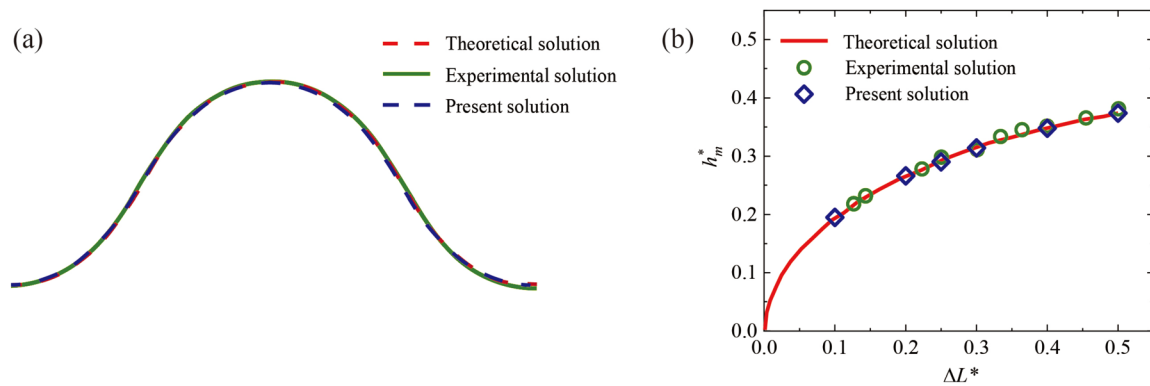 (a)
Theoretical solution
Experimental solution
Present solution
(b)
Theoretical solution
Experimental solution
Present solution
0.5
0.4
0.3
0.2
0.1
0.0
h*m
0.0 0.1 0.2 0.3 0.4 0.5
ΔL*